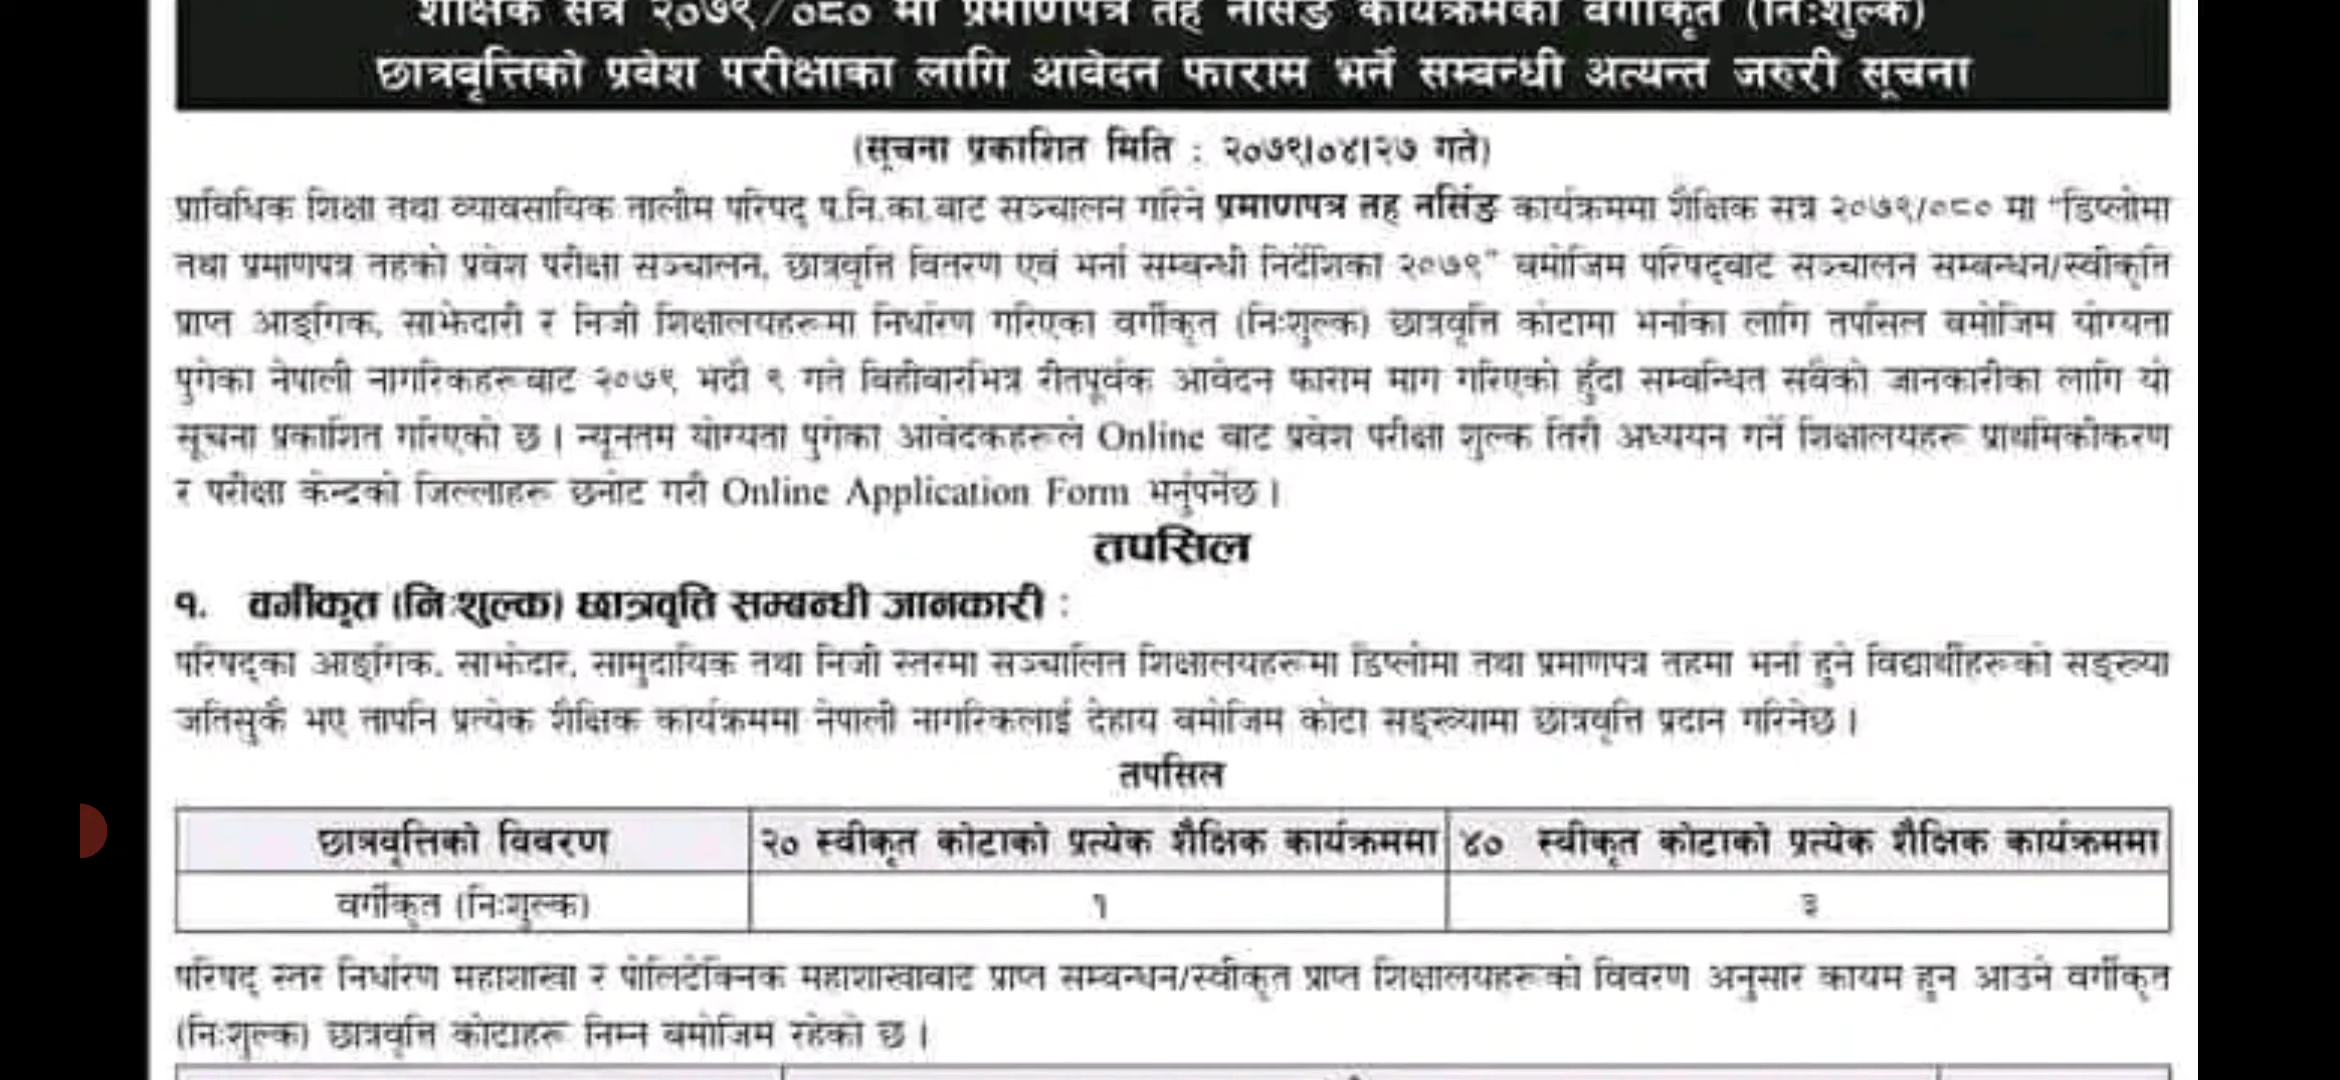 शैक्षिक सत्र २०७९/०८० मा प्रमाणपत्र तह नर्सिङ कार्यक्रमको वर्गीकृत (नि:शुल्क)
छात्रवृत्तिको प्रवेश परीक्षाका लागि आवेदन फाराम भर्ने सम्बन्धी अत्यन्त जरुरी सूचना
(सूचना प्रकाशित मिति : २०७९।०४।२७ गते)
प्राविधिक शिक्षा तथा व्यावसायिक तालीम परिषद् प.नि.का.बाट सञ्चालन गरिने प्रमाणपत्र तह नर्सिङ कार्यक्रममा शैक्षिक सत्र २०७९/०८० मा "डिप्लोमा
तथा प्रमाणपत्र तहको प्रवेश परीक्षा सञ्चालन, छात्रवृत्ति वितरण एवं भर्ना सम्बन्धी निर्देशिका २०७९" बमोजिम परिषद्बाट सञ्चालन सम्बन्धन/स्वीकृति
प्राप्त आङ्गिक, साझेदारी र निजी शिक्षालयहरूमा निर्धारण गरिएका वर्गीकृत (नि:शुल्क) छात्रवृत्ति कोटामा भर्नाका लागि तपसिल बमोजिम योग्यता
पुगेका नेपाली नागरिकहरूबाट २०७९ भदौ ९ गते बिहीबारभित्र रीतपूर्वक आवेदन फाराम माग गरिएको हुँदा सम्बन्धित सबैको जानकारीका लागि यो
सूचना प्रकाशित गरिएको छ । न्यूनतम योग्यता पुगेका आवेदकहरूले Online बाट प्रवेश परीक्षा शुल्क तिरी अध्ययन गर्ने शिक्षालयहरू प्राथमिकीकरण
र परीक्षा केन्द्रको जिल्लाहरू छनोट गरी Online Application Form भर्नुपर्नेछ ।
तपसिल
१. वर्गीकृत (नि:शुल्क) छात्रवृति सम्बन्धी जानकारी :
परिषद्का आङ्गिक, साझेदार, सामुदायिक तथा निजी स्तरमा सञ्चालित शिक्षालयहरूमा डिप्लोमा तथा प्रमाणपत्र तहमा भर्ना हुने विद्यार्थीहरूको सङ्ख्या
जतिसुकै भए तापनि प्रत्येक शैक्षिक कार्यक्रममा नेपाली नागरिकलाई देहाय बमोजिम कोटा सङ्ख्यामा छात्रवृत्ति प्रदान गरिनेछ ।
तपसिल
छात्रवृत्तिको विवरण २० स्वीकृत कोटाको प्रत्येक शैक्षिक कार्यक्रममा ४० स्वीकृत कोटाको प्रत्येक शैक्षिक कार्यक्रममा
वर्गीकृत (नि:शुल्क) १ ३
परिषद् स्तर निर्धारण महाशाखा र पोलिटेक्निक महाशाखाबाट प्राप्त सम्बन्धन/स्वीकृत प्राप्त शिक्षालयहरूको विवरण अनुसार कायम हुन आउने वर्गीकृत
(नि:शुल्क) छात्रवृत्ति कोटाहरू निम्न बमोजिम रहेको छ ।